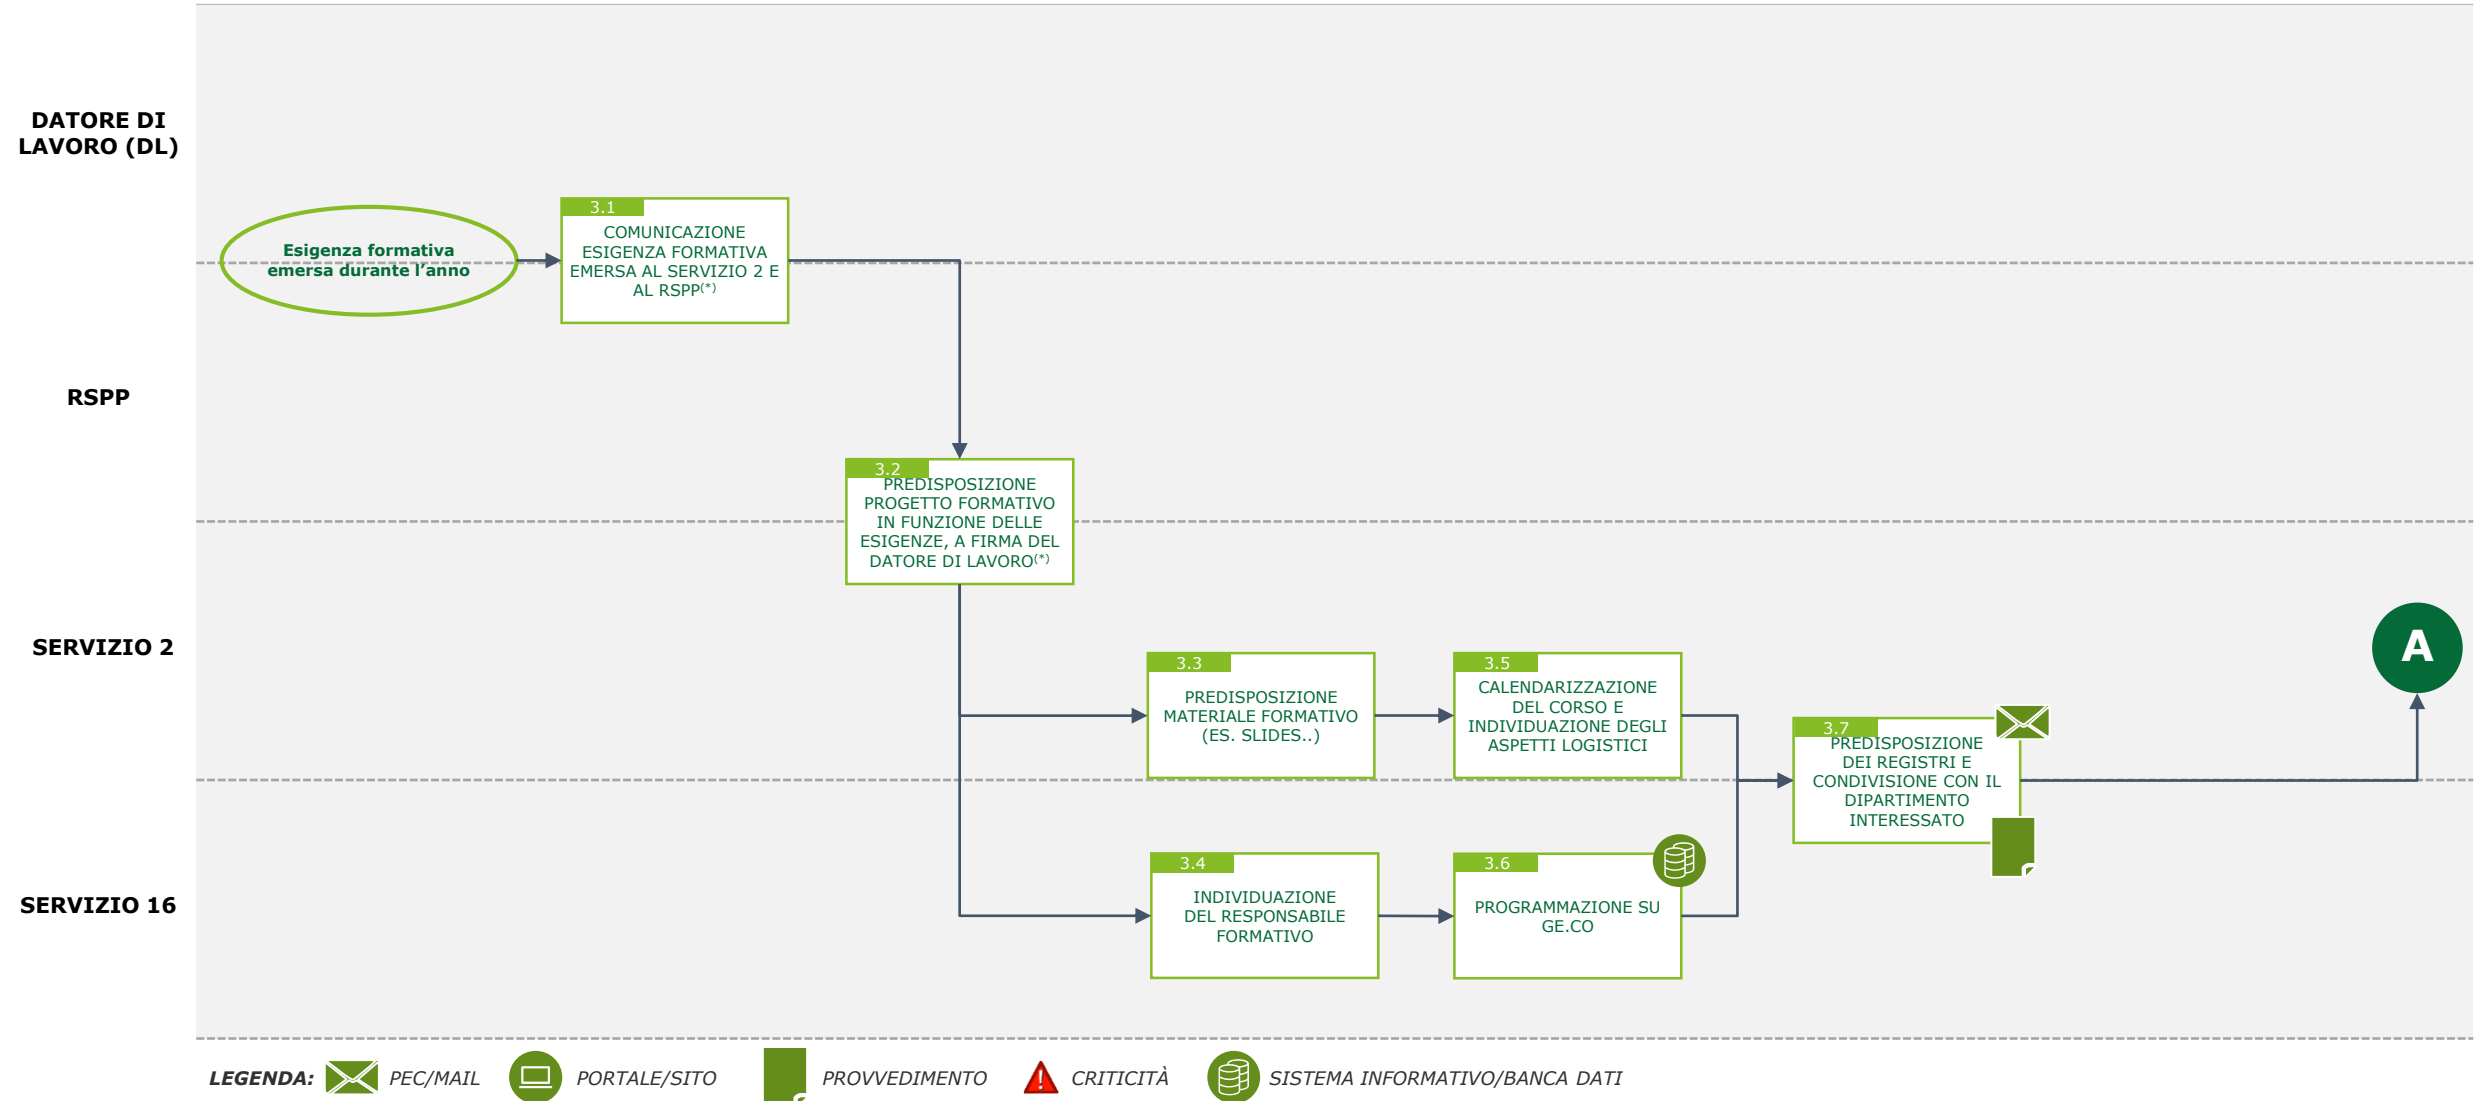 DATORE DI
LAVORO (DL)
Esigenza formativa
emersa durante l’anno
3.1
COMUNICAZIONE
ESIGENZA FORMATIVA
EMERSA AL SERVIZIO 2 E
AL RSPP(*)
RSPP
3.2
PREDISPOSIZIONE
PROGETTO FORMATIVO
IN FUNZIONE DELLE
ESIGENZE, A FIRMA DEL
DATORE DI LAVORO(*)
SERVIZIO 2
3.3
PREDISPOSIZIONE
MATERIALE FORMATIVO
(ES. SLIDES..)
3.5
CALENDARIZZAZIONE
DEL CORSO E
INDIVIDUAZIONE DEGLI
ASPETTI LOGISTICI
3.7
PREDISPOSIZIONE
DEI REGISTRI E
CONDIVISIONE CON IL
DIPARTIMENTO
INTERESSATO
A
SERVIZIO 16
3.4
INDIVIDUAZIONE
DEL RESPONSABILE
FORMATIVO
3.6
PROGRAMMAZIONE SU
GE.CO
LEGENDA: PEC/MAIL PORTALE/SITO PROVVEDIMENTO CRITICITÀ SISTEMA INFORMATIVO/BANCA DATI